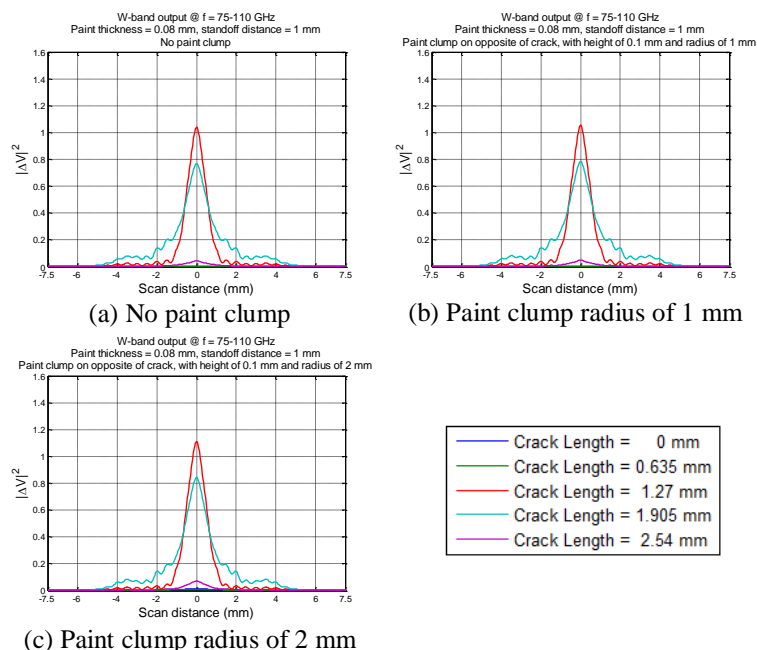 W-band output @ f = 75-110 GHz
Paint thickness = 0.08 mm, standoff distance = 1 mm
No paint clump
1.6
1.4
1.2
1
0.8
0.6
0.4
0.2
0
|ΔV|²
-7.5 -6 -4 -2 0 2 4 6 7.5
Scan distance (mm)
(a) No paint clump
W-band output @ f = 75-110 GHz
Paint thickness = 0.08 mm, standoff distance = 1 mm
Paint clump on opposite of crack, with height of 0.1 mm and radius of 1 mm
1.6
1.4
1.2
1
0.8
0.6
0.4
0.2
0
|ΔV|²
-7.5 -6 -4 -2 0 2 4 6 7.5
Scan distance (mm)
(b) Paint clump radius of 1 mm
W-band output @ f = 75-110 GHz
Paint thickness = 0.08 mm, standoff distance = 1 mm
Paint clump on opposite of crack, with height of 0.1 mm and radius of 2 mm
1.6
1.4
1.2
1
0.8
0.6
0.4
0.2
0
|ΔV|²
-7.5 -6 -4 -2 0 2 4 6 7.5
Scan distance (mm)
(c) Paint clump radius of 2 mm
Crack Length = 0 mm
Crack Length = 0.635 mm
Crack Length = 1.27 mm
Crack Length = 1.905 mm
Crack Length = 2.54 mm